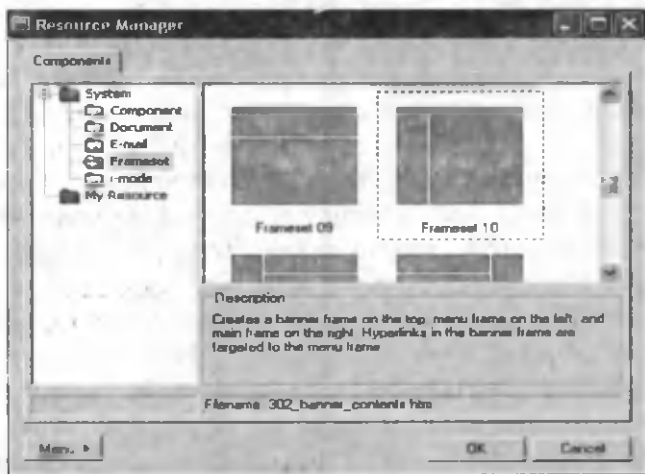 Resource Manager
Components
System
Component
Document
E-mail
Frameset
i-mode
My Resource
Frameset 09
Frameset 10
Description
Creates a banner frame on the top, menu frame on the left, and
main frame on the right. Hyperlinks in the banner frame are
targeted to the menu frame
Filename: 302_banner_contents.htm
Menu
OK
Cancel